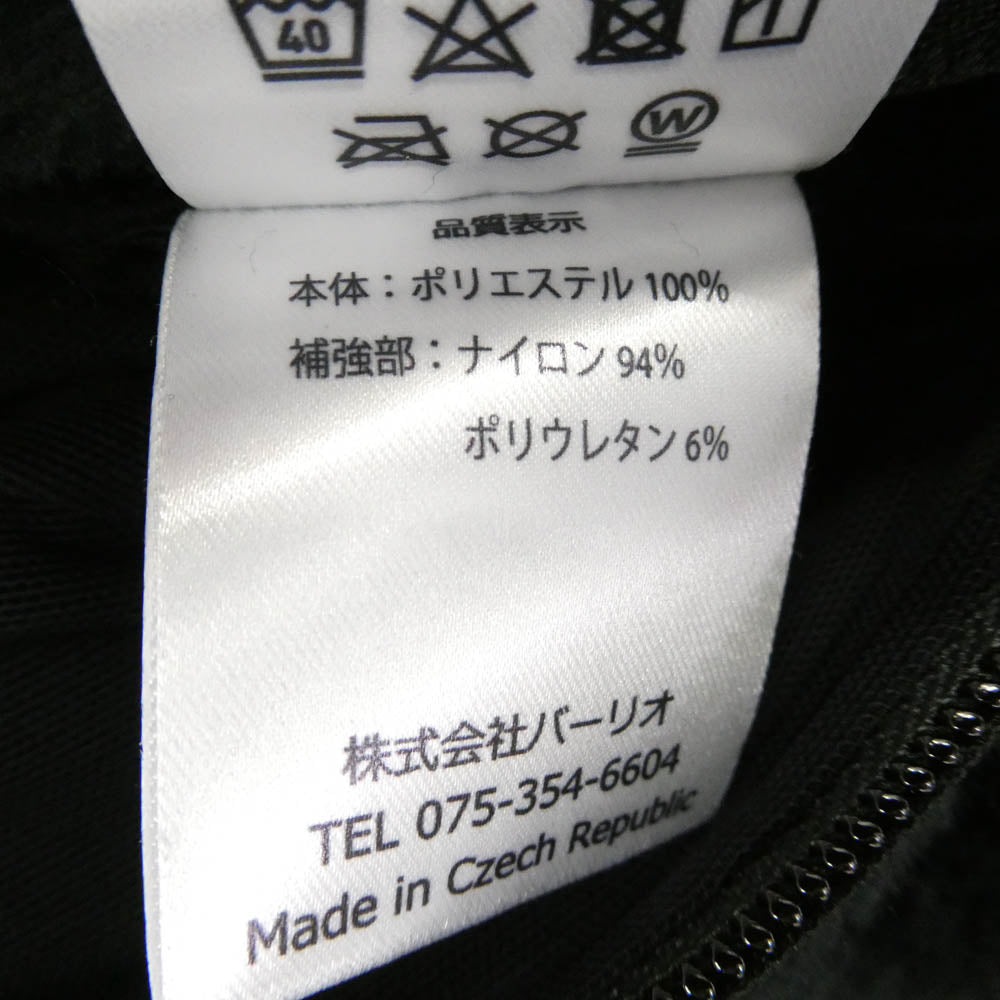 40
W
品質表示
本体：ポリエステル 100%
補強部：ナイロン 94%
ポリウレタン 6%
株式会社バーリオ
TEL 075-354-6604
Made in Czech Republic